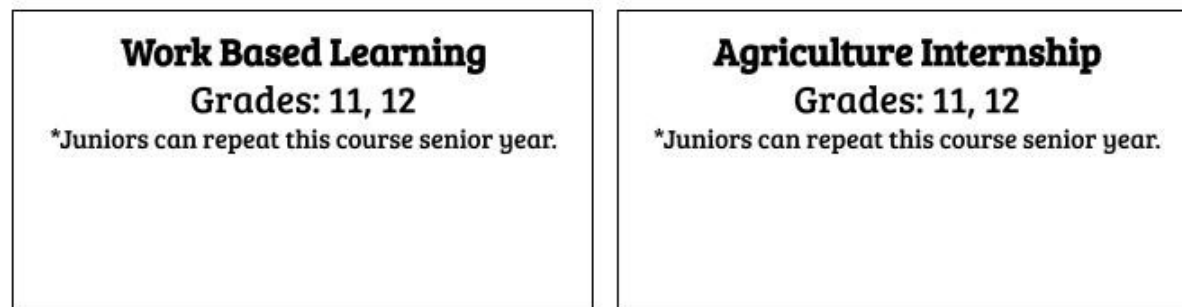 Work Based Learning
Grades: 11, 12
*Juniors can repeat this course senior year.
Agriculture Internship
Grades: 11, 12
*Juniors can repeat this course senior year.